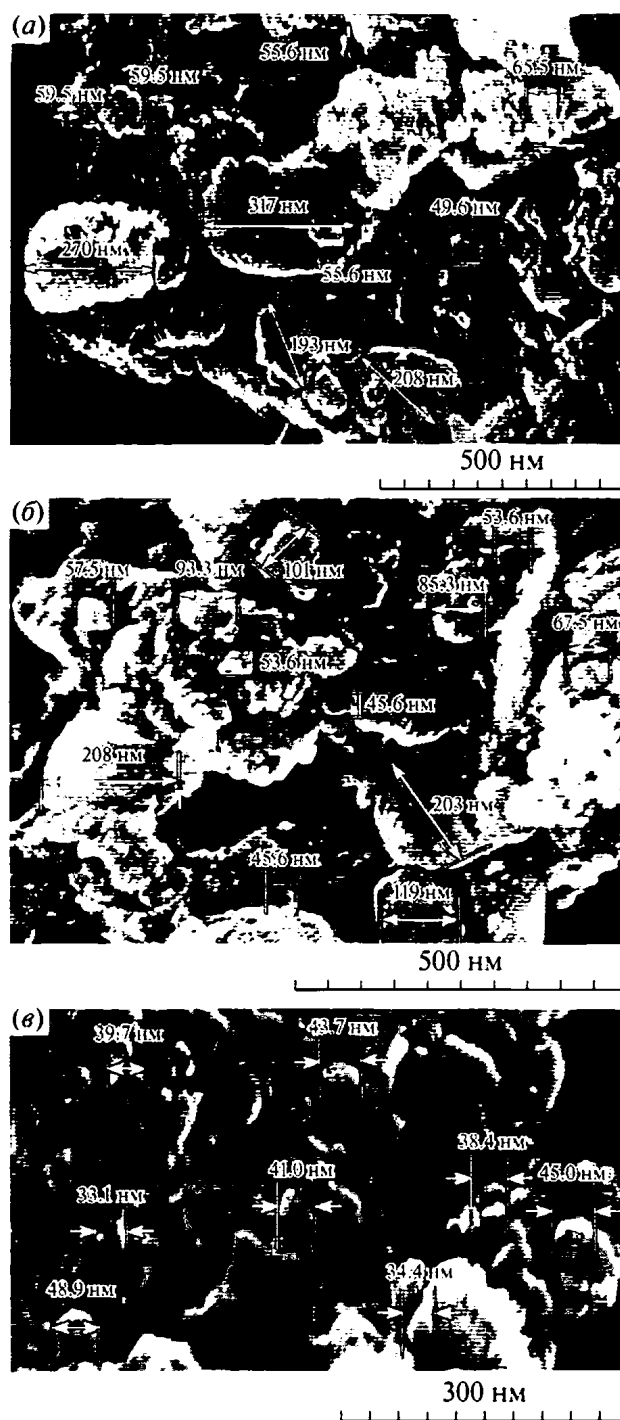 (а)
55.6 нм
59.5 нм
65.5 нм
59.5 нм
317 нм
49.6 нм
270 нм
55.6 нм
193 нм
208 нм
500 нм
(б)
53.6 нм
57.5 нм
93.3 нм
101 нм
85.3 нм
67.5 нм
53.6 нм
45.6 нм
208 нм
203 нм
45.6 нм
119 нм
500 нм
(в)
39.7 нм
43.7 нм
38.4 нм
41.0 нм
45.0 нм
33.1 нм
34.4 нм
48.9 нм
300 нм